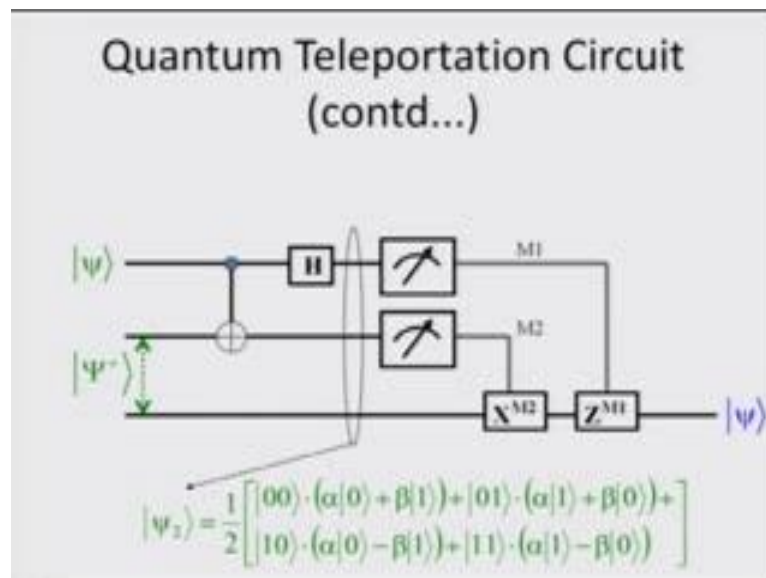 Quantum Teleportation Circuit
(contd...)
|ψ⟩
H
M1
M2
|Ψ⁺⟩
X^M2
Z^M1
|ψ⟩
|ψ₂⟩ = 1/2 [|00⟩·(α|0⟩ + β|1⟩) + |01⟩·(α|1⟩ + β|0⟩) +
|10⟩·(α|0⟩ − β|1⟩) + |11⟩·(α|1⟩ − β|0⟩)]